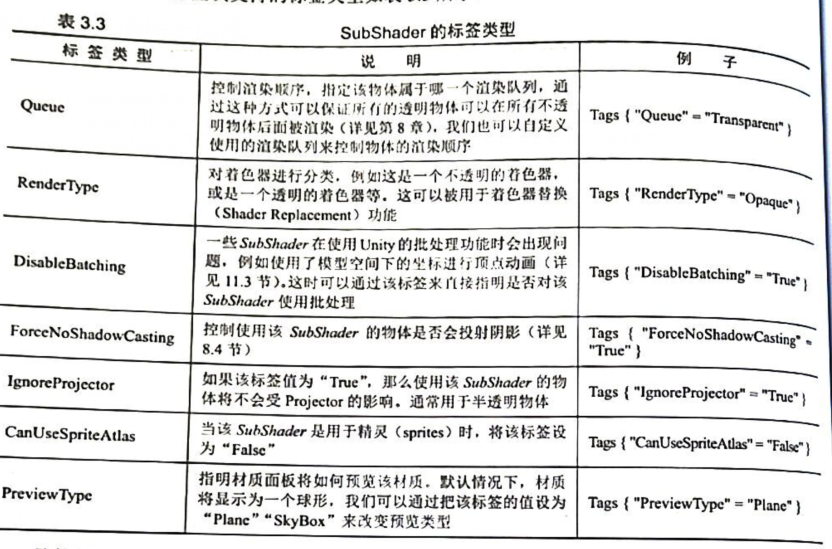 表 3.3
SubShader 的标签类型
标 签 类 型
说 明
例 子
Queue
控制渲染顺序，指定该物体属于哪一个渲染队列，通
过这种方式可以保证所有的透明物体可以在所有不透
明物体后面被渲染（详见第 8 章），我们也可以自定义
使用的渲染队列来控制物体的渲染顺序
Tags { "Queue" = "Transparent" }
RenderType
对着色器进行分类，例如这是一个不透明的着色器，
或是一个透明的着色器等。这可以被用于着色器替换
（Shader Replacement）功能
Tags { "RenderType" = "Opaque" }
DisableBatching
一些 SubShader 在使用 Unity 的批处理功能时会出现问
题，例如使用了模型空间下的坐标进行顶点动画（详
见 11.3 节）。这时可以通过该标签来直接指明是否对该
SubShader 使用批处理
Tags { "DisableBatching" = "True" }
ForceNoShadowCasting
控制使用该 SubShader 的物体是否会投射阴影（详见
8.4 节）
Tags { "ForceNoShadowCasting" =
"True" }
IgnoreProjector
如果该标签值为“True”，那么使用该 SubShader 的物
体将不会受 Projector 的影响。通常用于半透明物体
Tags { "IgnoreProjector" = "True" }
CanUseSpriteAtlas
当该 SubShader 是用于精灵（sprites）时，将该标签设
为“False”
Tags { "CanUseSpriteAtlas" = "False" }
PreviewType
指明材质面板将如何预览该材质。默认情况下，材质
将显示为一个球形，我们可以通过把该标签的值设为
“Plane”“SkyBox”来改变预览类型
Tags { "PreviewType" = "Plane" }